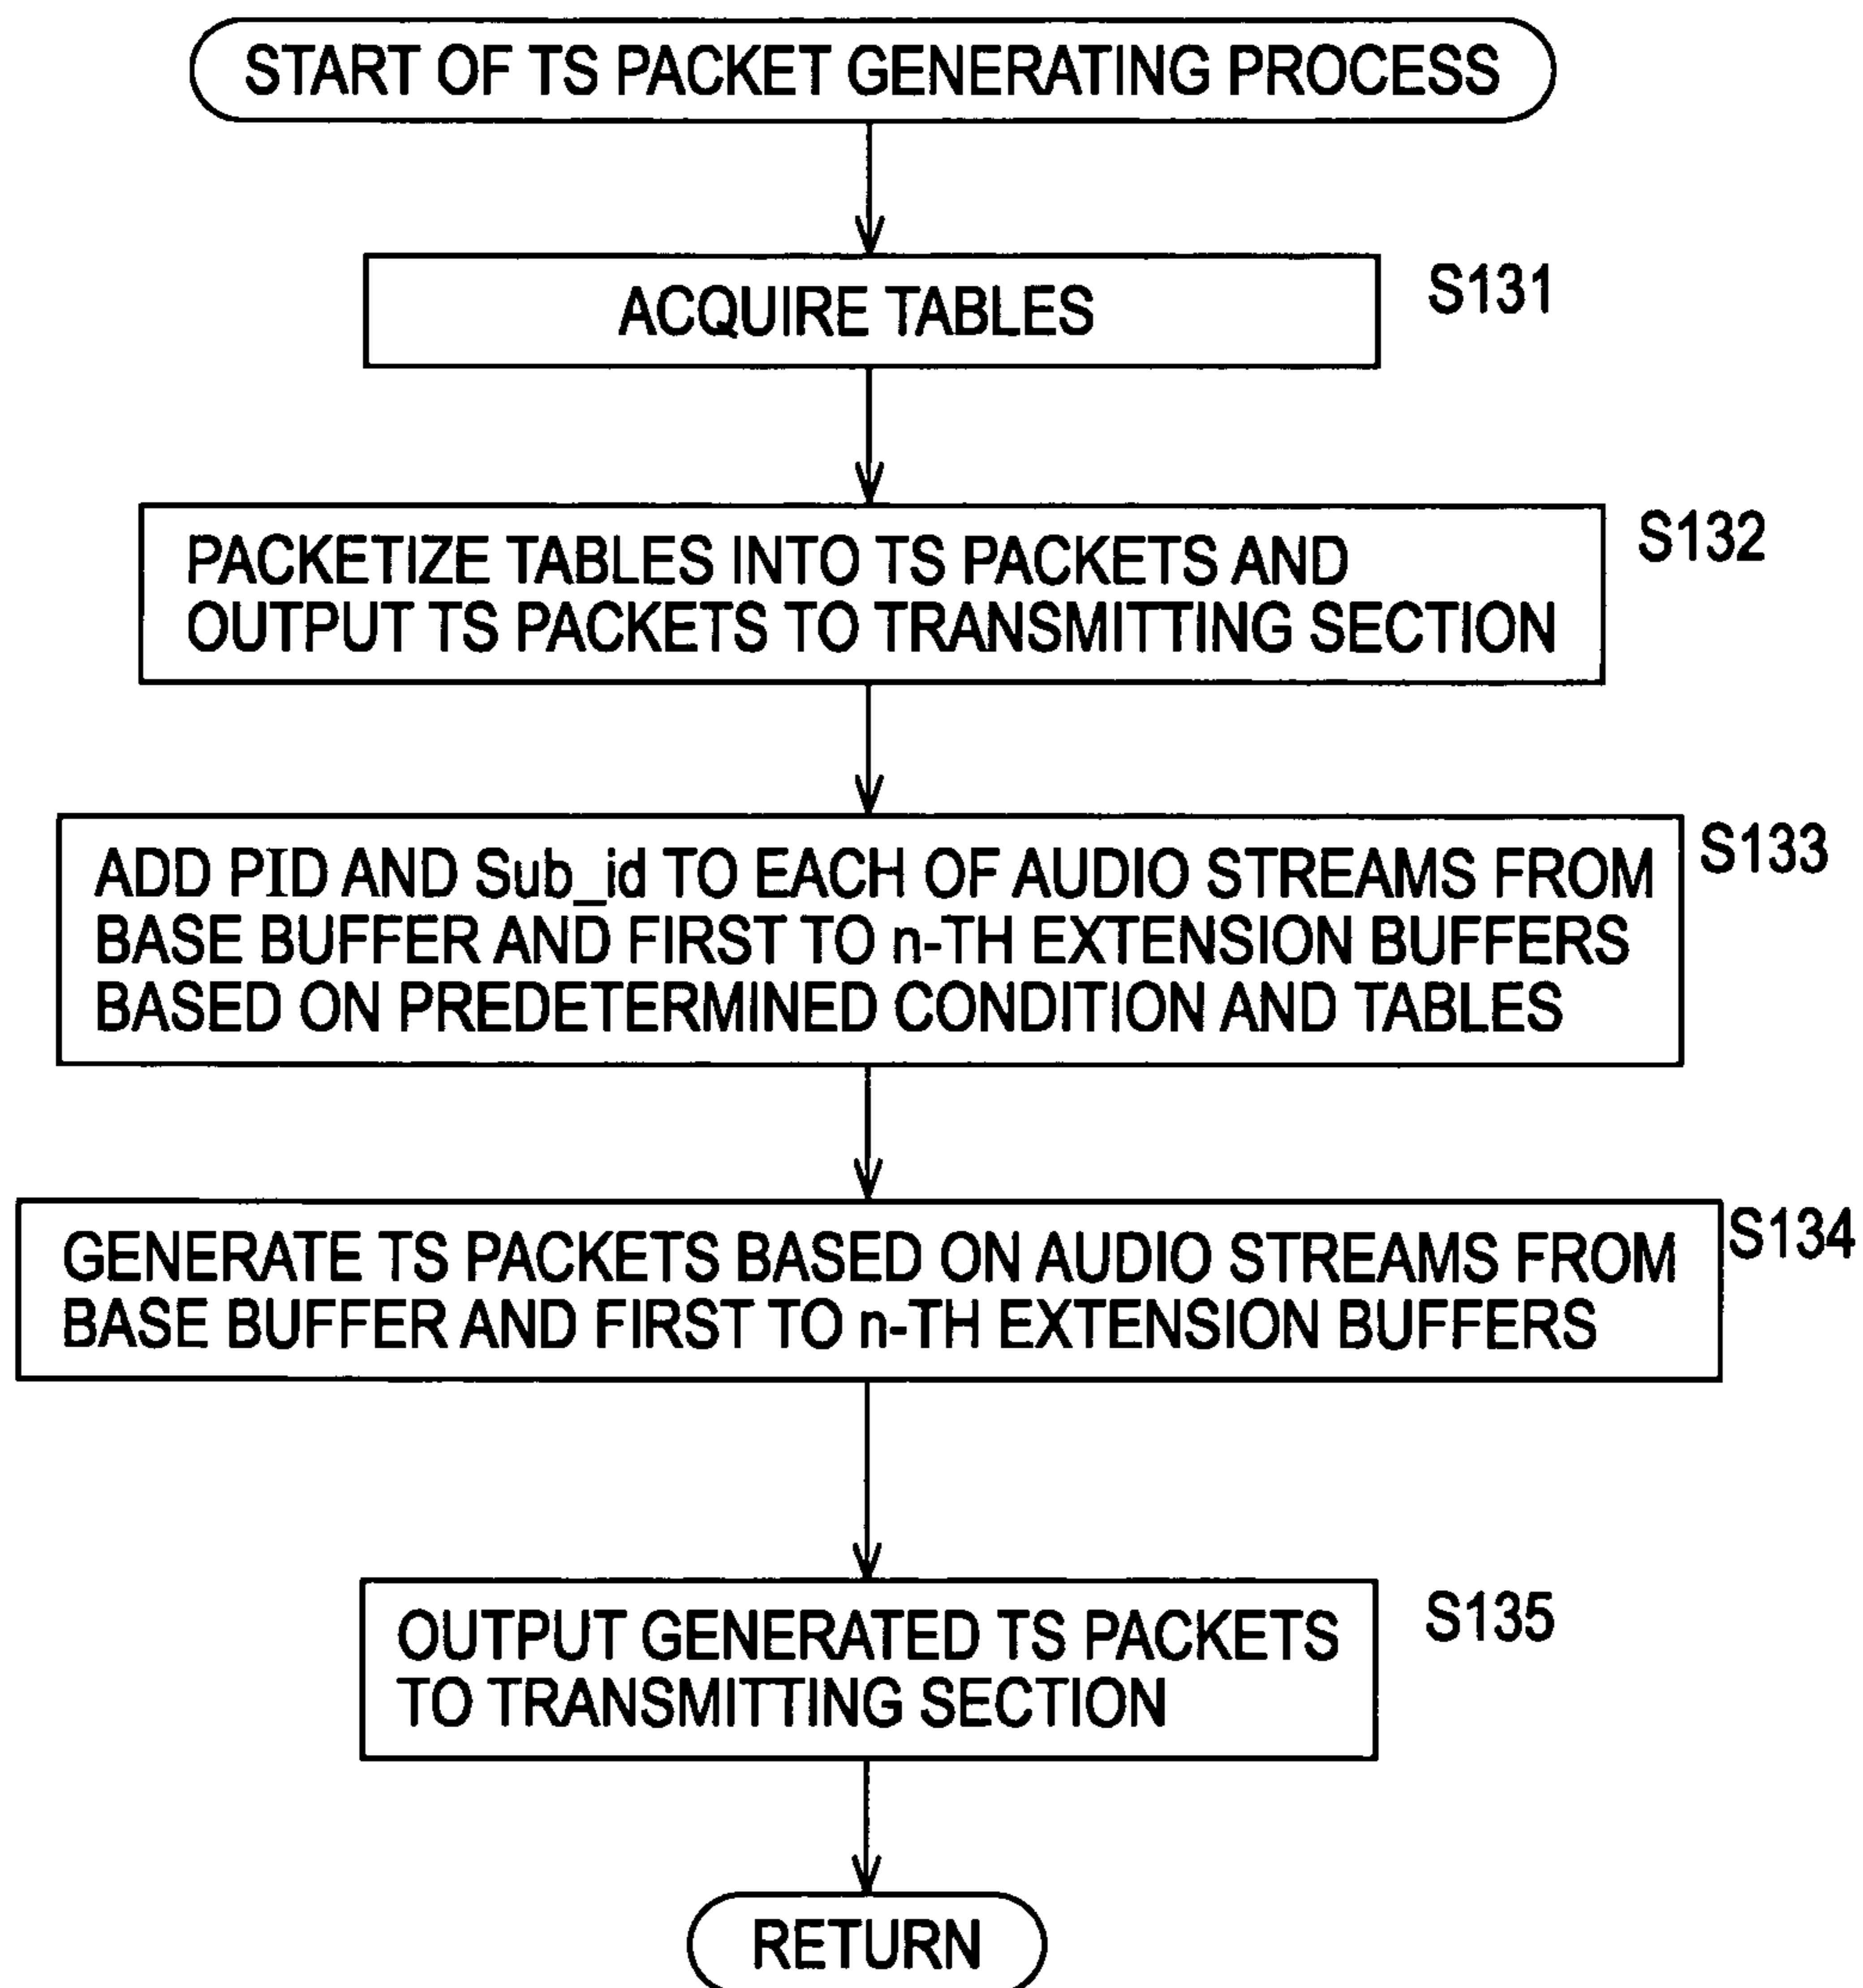 START OF TS PACKET GENERATING PROCESS
ACQUIRE TABLES
S131
PACKETIZE TABLES INTO TS PACKETS AND
OUTPUT TS PACKETS TO TRANSMITTING SECTION
S132
ADD PID AND Sub_id TO EACH OF AUDIO STREAMS FROM
BASE BUFFER AND FIRST TO n-TH EXTENSION BUFFERS
BASED ON PREDETERMINED CONDITION AND TABLES
S133
GENERATE TS PACKETS BASED ON AUDIO STREAMS FROM
BASE BUFFER AND FIRST TO n-TH EXTENSION BUFFERS
S134
OUTPUT GENERATED TS PACKETS
TO TRANSMITTING SECTION
S135
RETURN